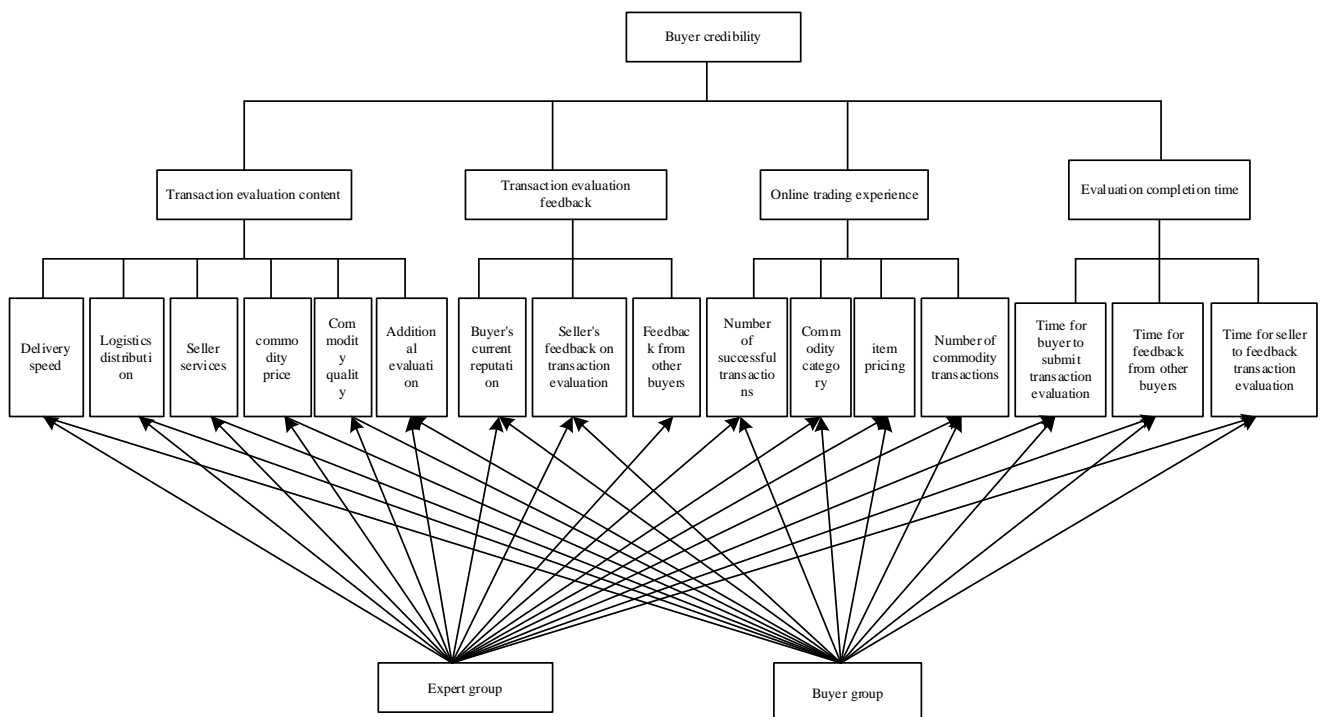 Buyer credibility
Transaction evaluation content
Transaction evaluation
feedback
Online trading experience
Evaluation completion time
Delivery
speed
Logistics
distributi
on
Seller
services
commo
dity
price
Com
modity
quality
y
Addition
al
evaluati
on
Buyer's
current
reputati
on
Seller's
feedback on
transaction
evaluation
Feedbac
k from
other
buyers
Number
of
successful
transactio
ns
Comm
odity
catego
ry
item
pricing
Number of
commodity
transactions
Time for
buyer to
submit
transaction
evaluation
Time for
feedback
from other
buyers
Time for seller
to feedback
transaction
evaluation
Expert group
Buyer group